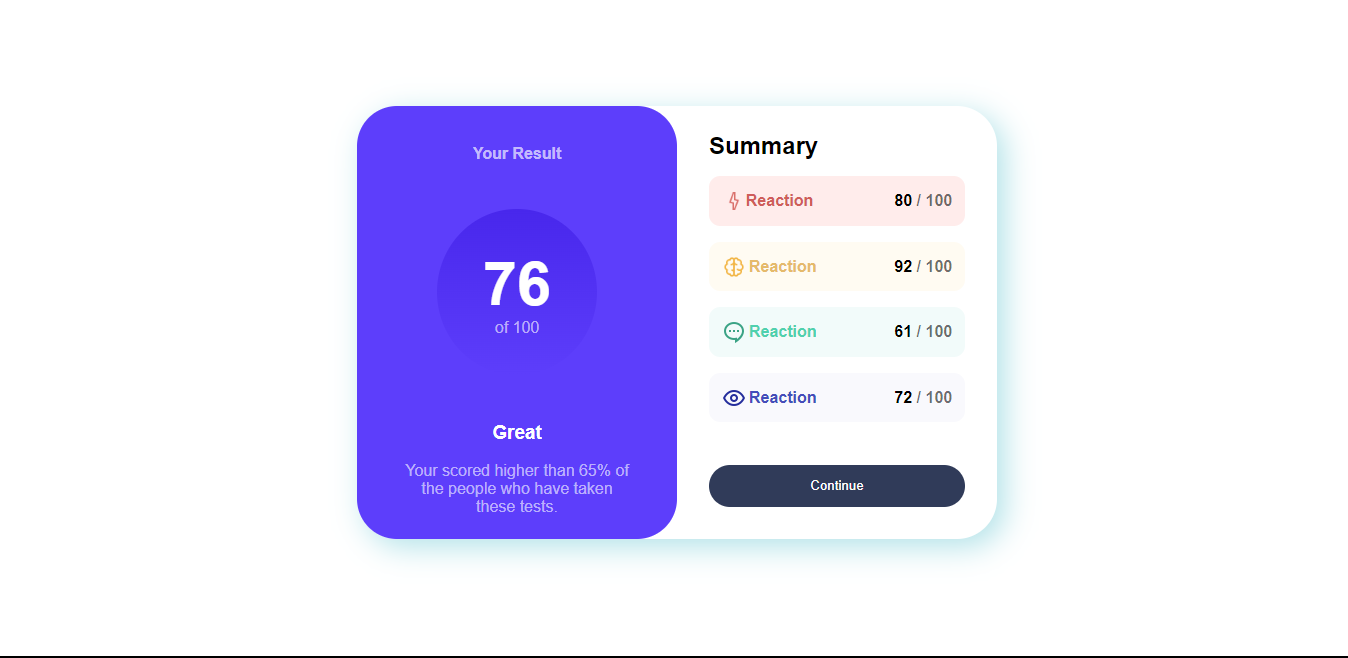 Your Result
76
of 100
Great
Your scored higher than 65% of
the people who have taken
these tests.
Summary
Reaction 80 / 100
Reaction 92 / 100
Reaction 61 / 100
Reaction 72 / 100
Continue